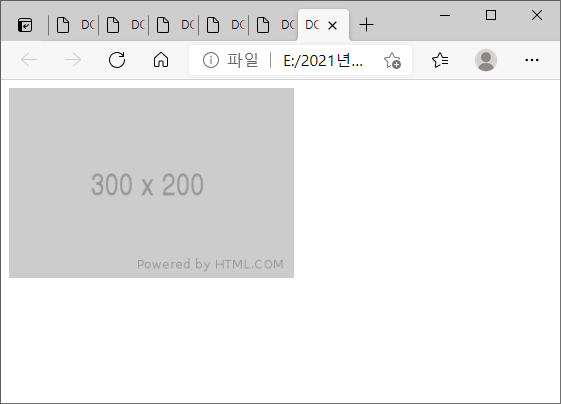 DC DC DC DC DC DC
파일 E:/2021년...
300 x 200
Powered by HTML.COM